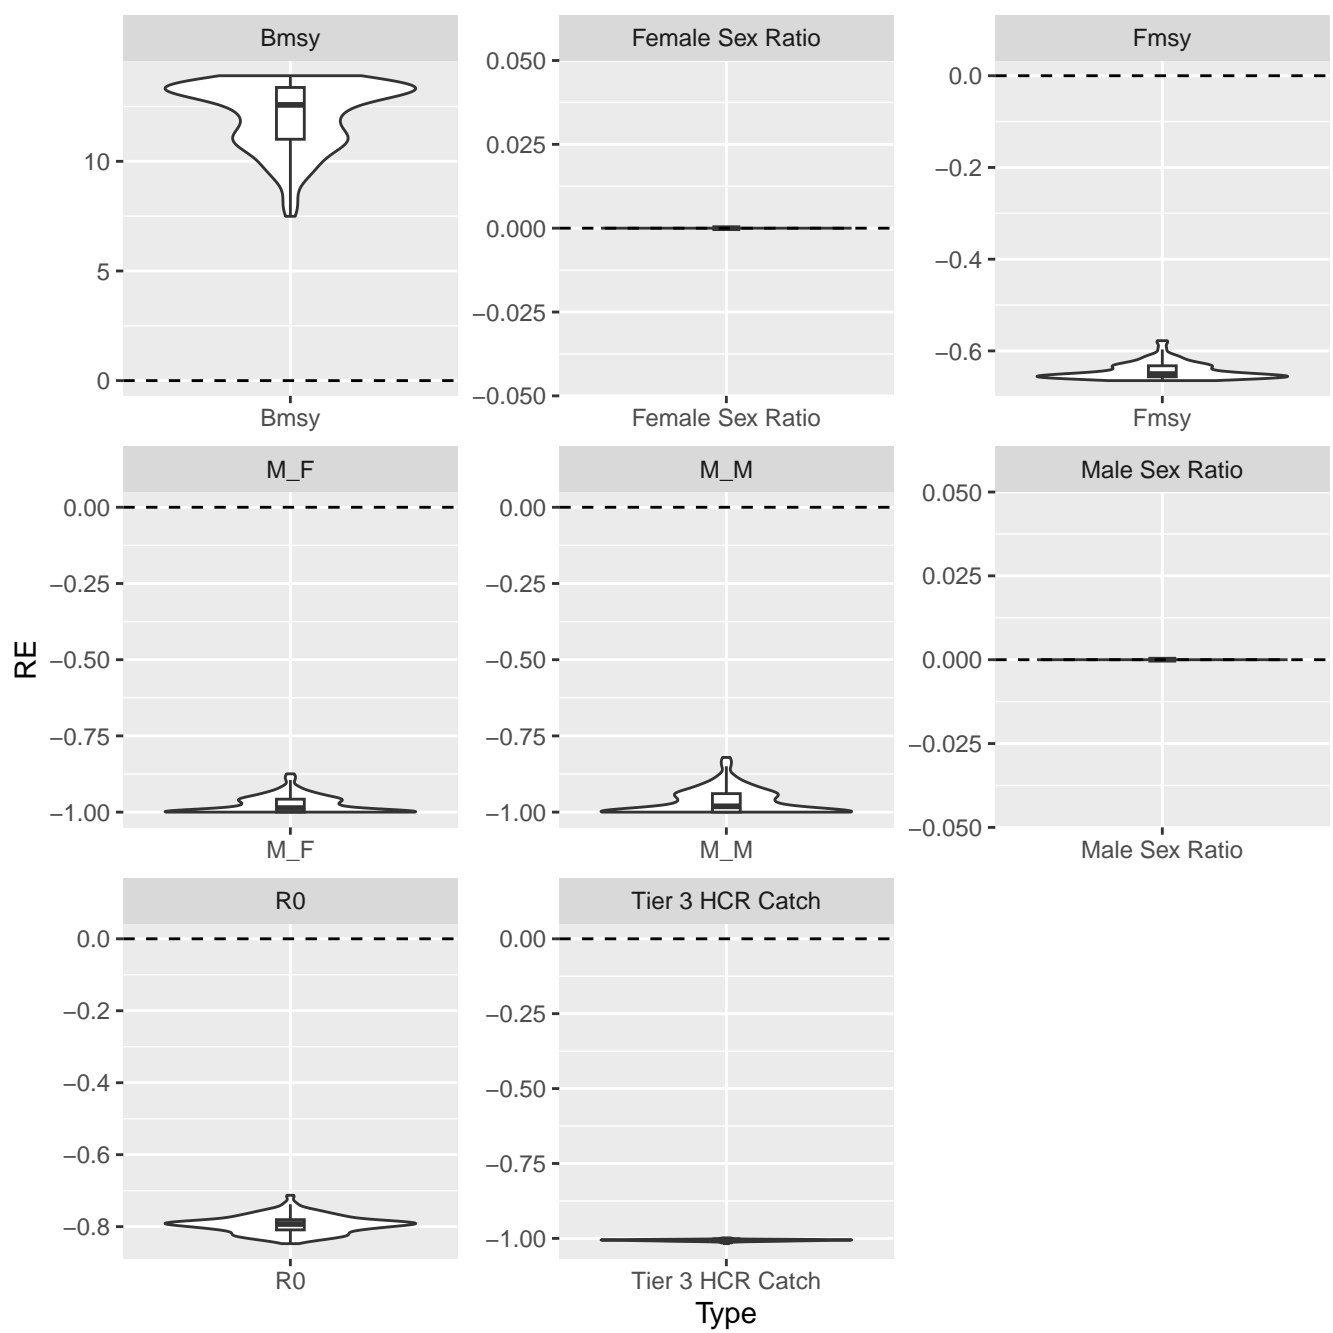 Bmsy
Female Sex Ratio
Fmsy
10
5
0
0.050
0.025
0.000
−0.025
−0.050
0.0
−0.2
−0.4
−0.6
Bmsy
Female Sex Ratio
Fmsy
M_F
M_M
Male Sex Ratio
RE
0.00
−0.25
−0.50
−0.75
−1.00
0.00
−0.25
−0.50
−0.75
−1.00
0.050
0.025
0.000
−0.025
−0.050
M_F
M_M
Male Sex Ratio
R0
Tier 3 HCR Catch
0.0
−0.2
−0.4
−0.6
−0.8
0.00
−0.25
−0.50
−0.75
−1.00
R0
Tier 3 HCR Catch
Type